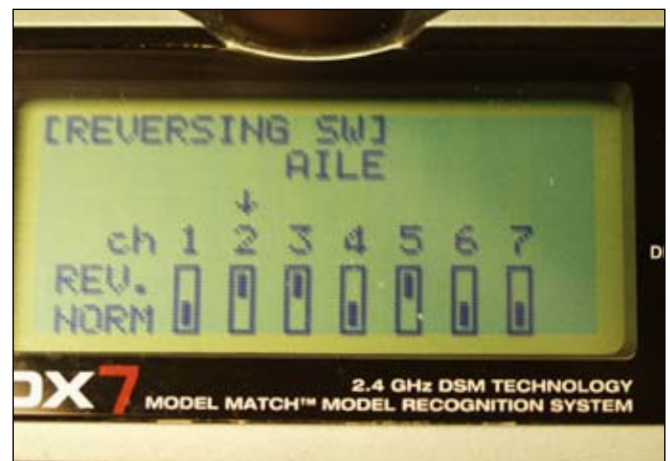 [REVERSING SW]
AILE
↓
ch 1 2 3 4 5 6 7
REV.
NORM
DX7
2.4 GHz DSM TECHNOLOGY
MODEL MATCH™ MODEL RECOGNITION SYSTEM